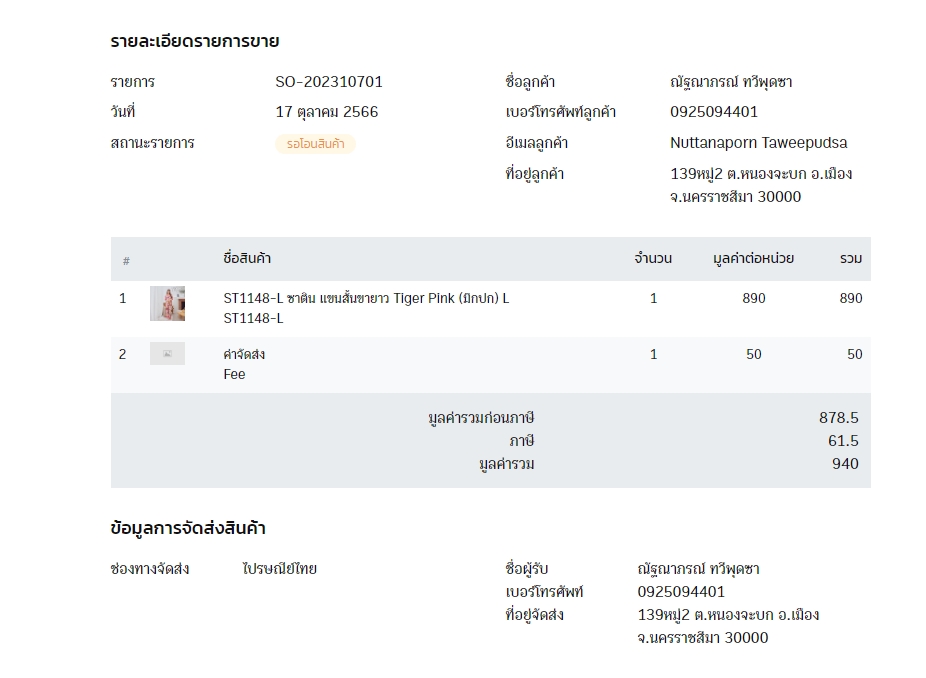 รายละเอียดรายการขาย
รายการ SO-202310701 ชื่อลูกค้า ณัฐณาภรณ์ ทวีพุดซา
วันที่ 17 ตุลาคม 2566 เบอร์โทรศัพท์ลูกค้า 0925094401
สถานะรายการ รอโอนสินค้า อีเมลลูกค้า Nuttanaporn Taweepudsa
ที่อยู่ลูกค้า 139หมู่2 ต.หนองจะบก อ.เมือง
จ.นครราชสีมา 30000
# ชื่อสินค้า จำนวน มูลค่าต่อหน่วย รวม
1 ST1148-L ซาติน แขนสั้นขายาว Tiger Pink (มีกปก) L 1 890 890
ST1148-L
2 ค่าจัดส่ง 1 50 50
Fee
มูลค่ารวมก่อนภาษี 878.5
ภาษี 61.5
มูลค่ารวม 940
ข้อมูลการจัดส่งสินค้า
ช่องทางจัดส่ง ไปรษณีย์ไทย ชื่อผู้รับ ณัฐณาภรณ์ ทวีพุดซา
เบอร์โทรศัพท์ 0925094401
ที่อยู่จัดส่ง 139หมู่2 ต.หนองจะบก อ.เมือง
จ.นครราชสีมา 30000